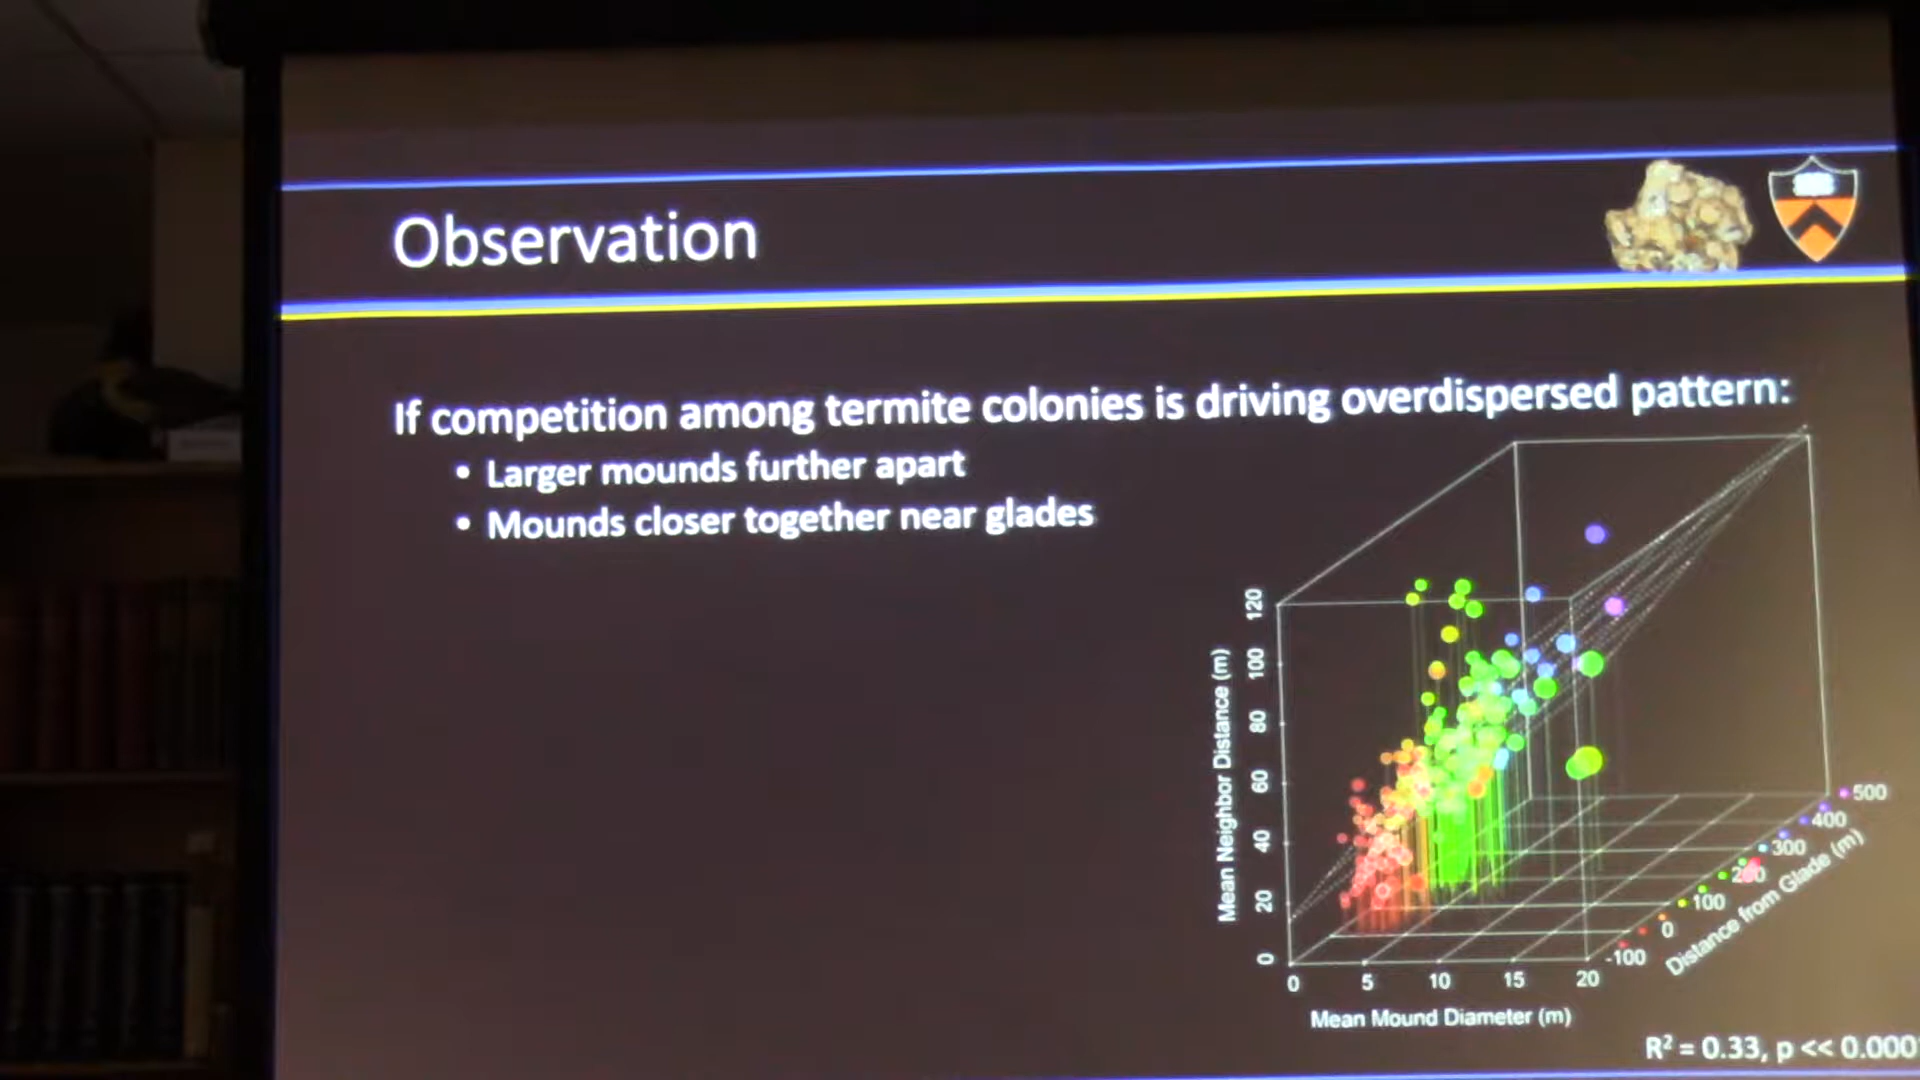 Observation
If competition among termite colonies is driving overdispersed pattern:
• Larger mounds further apart
• Mounds closer together near glades
Mean Neighbor Distance (m)
120
100
80
60
40
20
0
0 5 10 15 20
Mean Mound Diameter (m)
-100
0
100
200
300
400
500
Distance from Glade (m)
R² = 0.33, p << 0.000